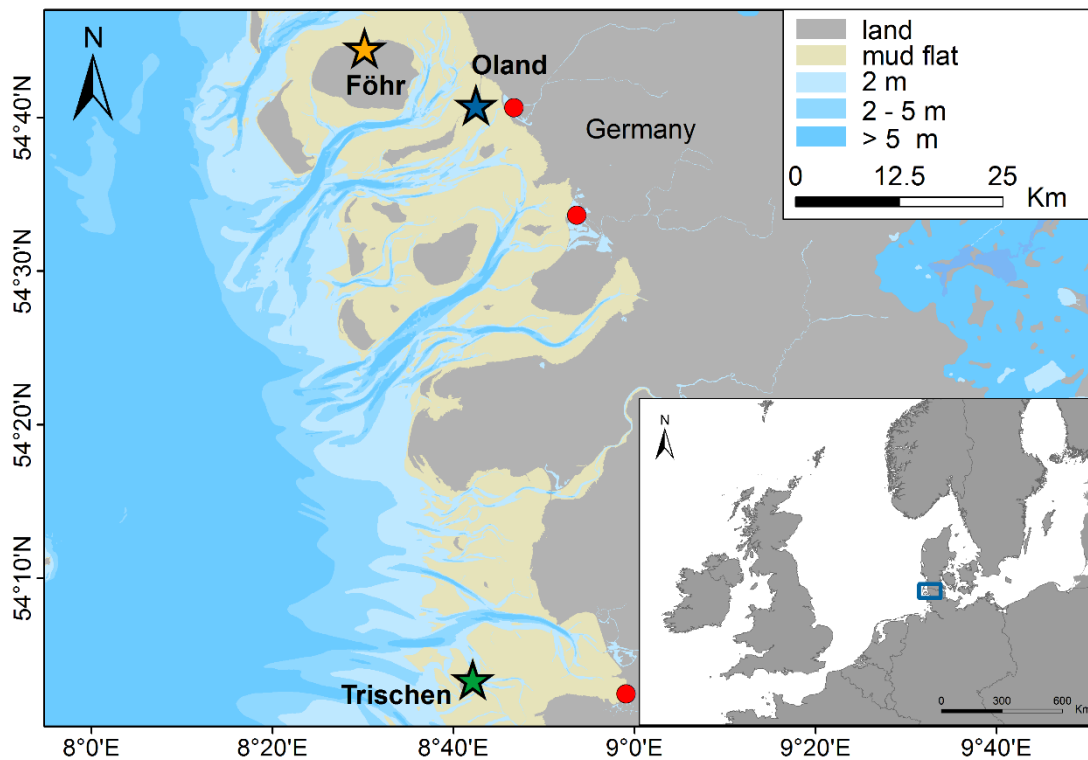 N
Föhr
Oland
Germany
Trischen
land
mud flat
2 m
2 - 5 m
> 5 m
0 12.5 25
Km
54°40'N
54°30'N
54°20'N
54°10'N
8°0'E 8°20'E 8°40'E 9°0'E 9°20'E 9°40'E
N
0 300 600
Km